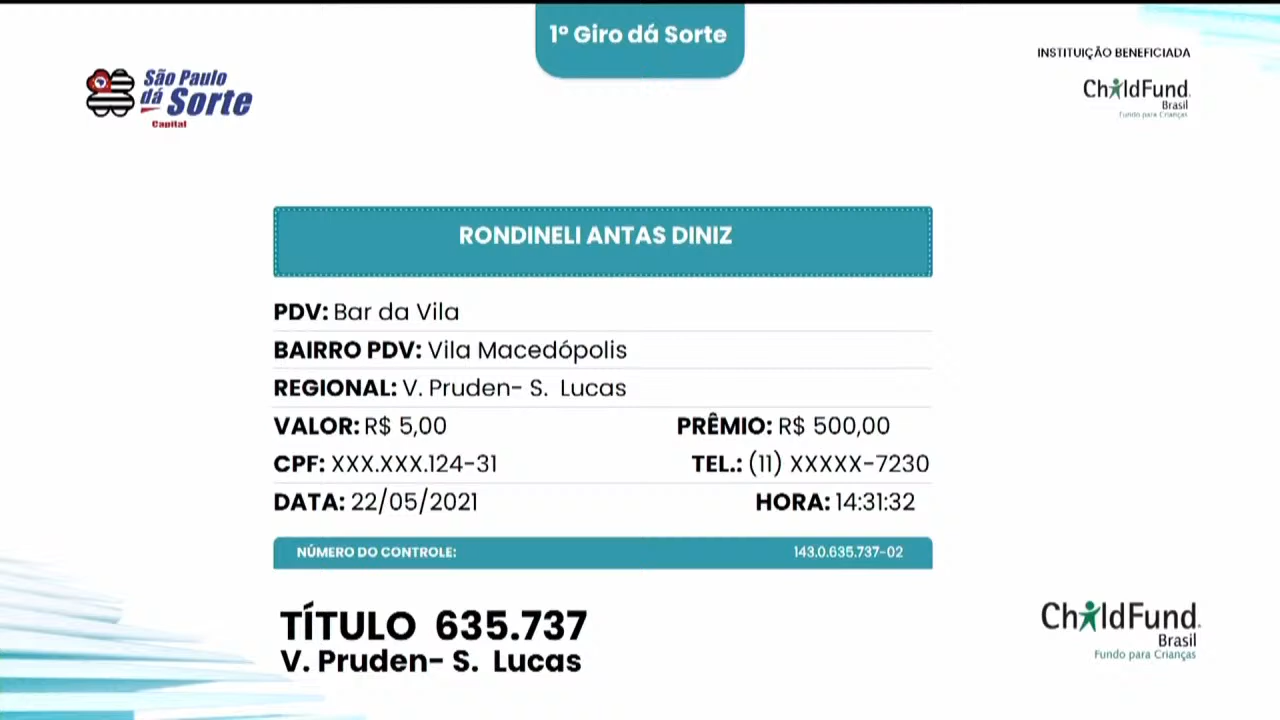 1º Giro dá Sorte
INSTITUIÇÃO BENEFICIADA
São Paulo
dá Sorte
Capital
ChildFund.
Brasil
Fundo para Crianças
RONDINELI ANTAS DINIZ
PDV: Bar da Vila
BAIRRO PDV: Vila Macedópolis
REGIONAL: V. Pruden- S. Lucas
VALOR: R$ 5,00 PRÊMIO: R$ 500,00
CPF: XXX.XXX.124-31 TEL.: (11) XXXXX-7230
DATA: 22/05/2021 HORA: 14:31:32
NÚMERO DO CONTROLE: 143.0.635.737-02
TÍTULO 635.737
V. Pruden- S. Lucas
ChildFund.
Brasil
Fundo para Crianças